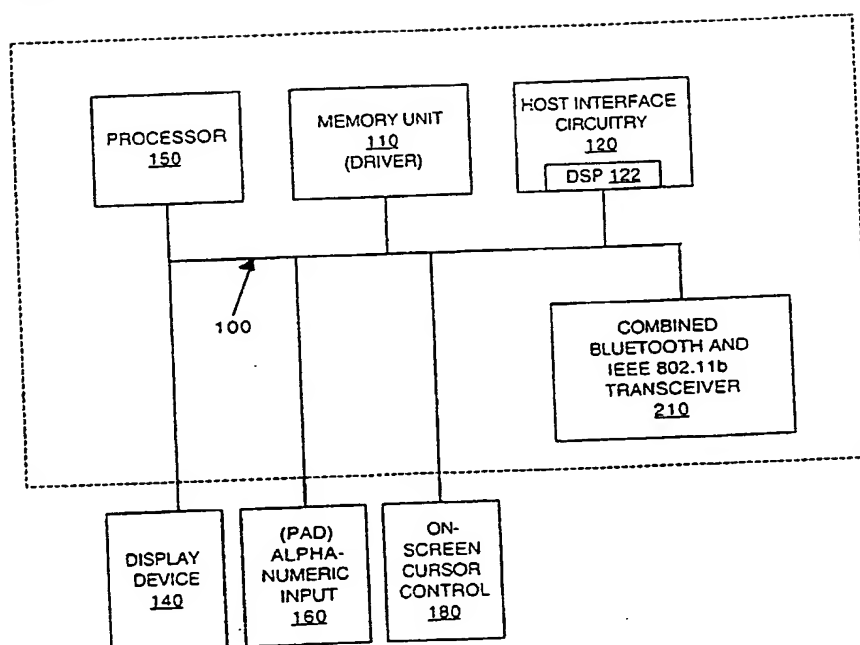 PROCESSOR
150
MEMORY UNIT
110
(DRIVER)
HOST INTERFACE
CIRCUITRY
120
DSP 122
100
COMBINED
BLUETOOTH AND
IEEE 802.11b
TRANSCEIVER
210
DISPLAY
DEVICE
140
(PAD)
ALPHA-
NUMERIC
INPUT
160
ON-
SCREEN
CURSOR
CONTROL
180